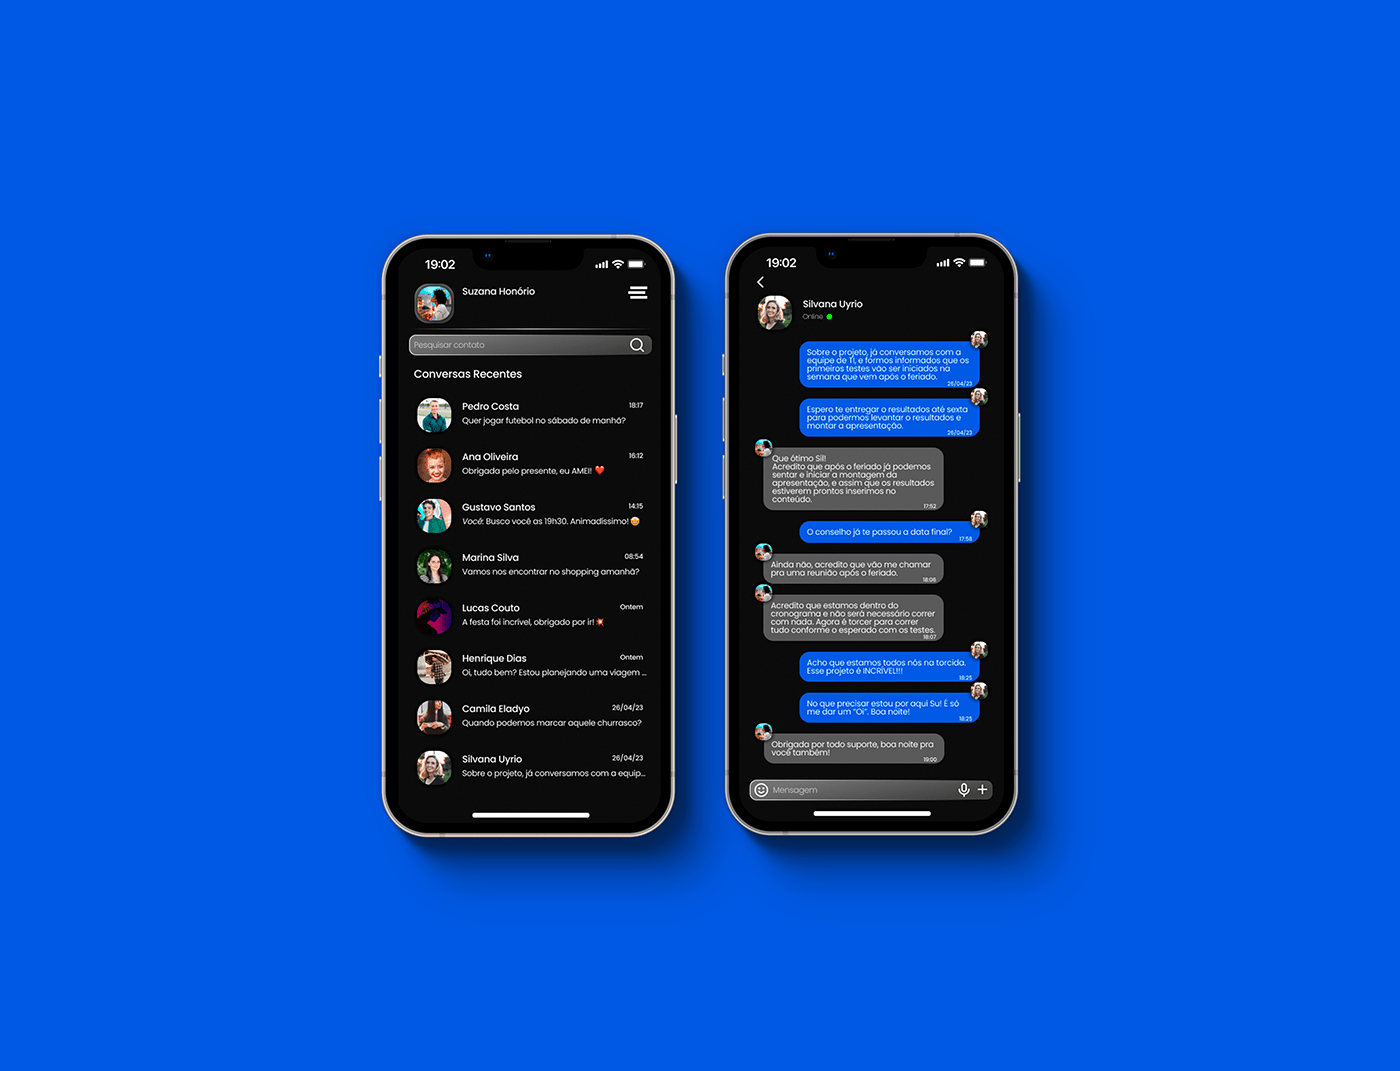 19:02
Suzana Honório
Pesquisar contato
Conversas Recentes
Pedro Costa
18:17
Quer jogar futebol no sábado de manhã?
Ana Oliveira
16:12
Obrigada pelo presente, eu AMEI! ❤️
Gustavo Santos
14:15
Você: Busco você as 19h30. Animadíssimo! 🤩
Marina Silva
08:54
Vamos nos encontrar no shopping amanhã?
Lucas Couto
Ontem
A festa foi incrível, obrigado por ir! 💥
Henrique Dias
Ontem
Oi, tudo bem? Estou planejando uma viagem ...
Camila Eladyo
26/04/23
Quando podemos marcar aquele churrasco?
Silvana Uyrio
26/04/23
Sobre o projeto, já conversamos com a equip...
19:02
Silvana Uyrio
Online
Sobre o projeto, já conversamos com a
equipe de TI, e formos informados que os
primeiros testes vão ser iniciados na
semana que vem após o feriado.
26/04/23
Espero te entregar o resultados até sexta
para podermos levantar o resultados e
montar a apresentação.
26/04/23
Que ótimo Sil!
Acredito que após o feriado já podemos
sentar e iniciar a montagem da
apresentação, e assim que os resultados
estiverem prontos inserimos no
conteúdo.
17:52
O conselho já te passou a data final?
17:58
Ainda não, acredito que vão me chamar
pra uma reunião após o feriado.
18:06
Acredito que estamos dentro do
cronograma e não será necessário correr
com nada. Agora é torcer para correr
tudo conforme o esperado com os testes.
18:07
Acho que estamos todos nós na torcida.
Esse projeto é INCRÍVEL!!!
18:25
No que precisar estou por aqui Su! É só
me dar um "Oi". Boa noite!
18:25
Obrigada por todo suporte, boa noite pra
você também!
19:00
Mensagem